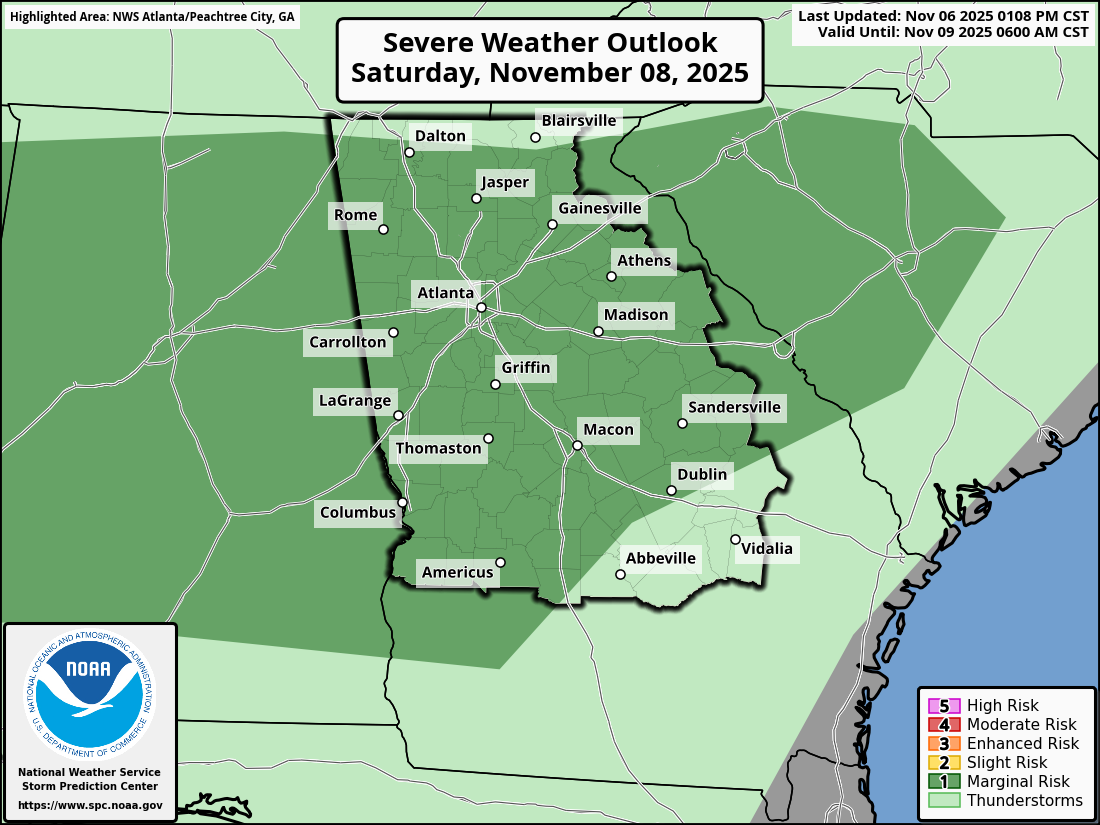 Highlighted Area: NWS Atlanta/Peachtree City, GA
Last Updated: Nov 06 2025 0108 PM CST
Valid Until: Nov 09 2025 0600 AM CST
Severe Weather Outlook
Saturday, November 08, 2025
Blairsville
Dalton
Jasper
Rome
Gainesville
Athens
Atlanta
Madison
Carrollton
Griffin
LaGrange
Sandersville
Macon
Thomaston
Dublin
Columbus
Vidalia
Abbeville
Americus
NATIONAL OCEANIC AND ATMOSPHERIC ADMINISTRATION
NOAA
U.S. DEPARTMENT OF COMMERCE
National Weather Service
Storm Prediction Center
https://www.spc.noaa.gov
5 High Risk
4 Moderate Risk
3 Enhanced Risk
2 Slight Risk
1 Marginal Risk
Thunderstorms